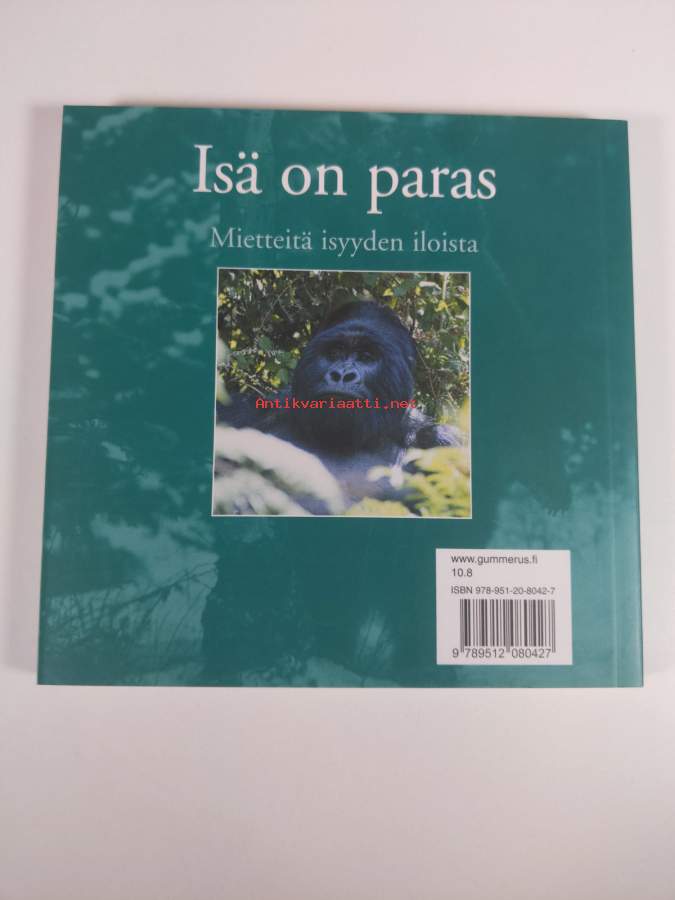 Isä on paras
Mietteitä isyyden iloista
Antikvariaatti.net
www.gummerus.fi
10.8
ISBN 978-951-20-8042-7
9 789512 080427